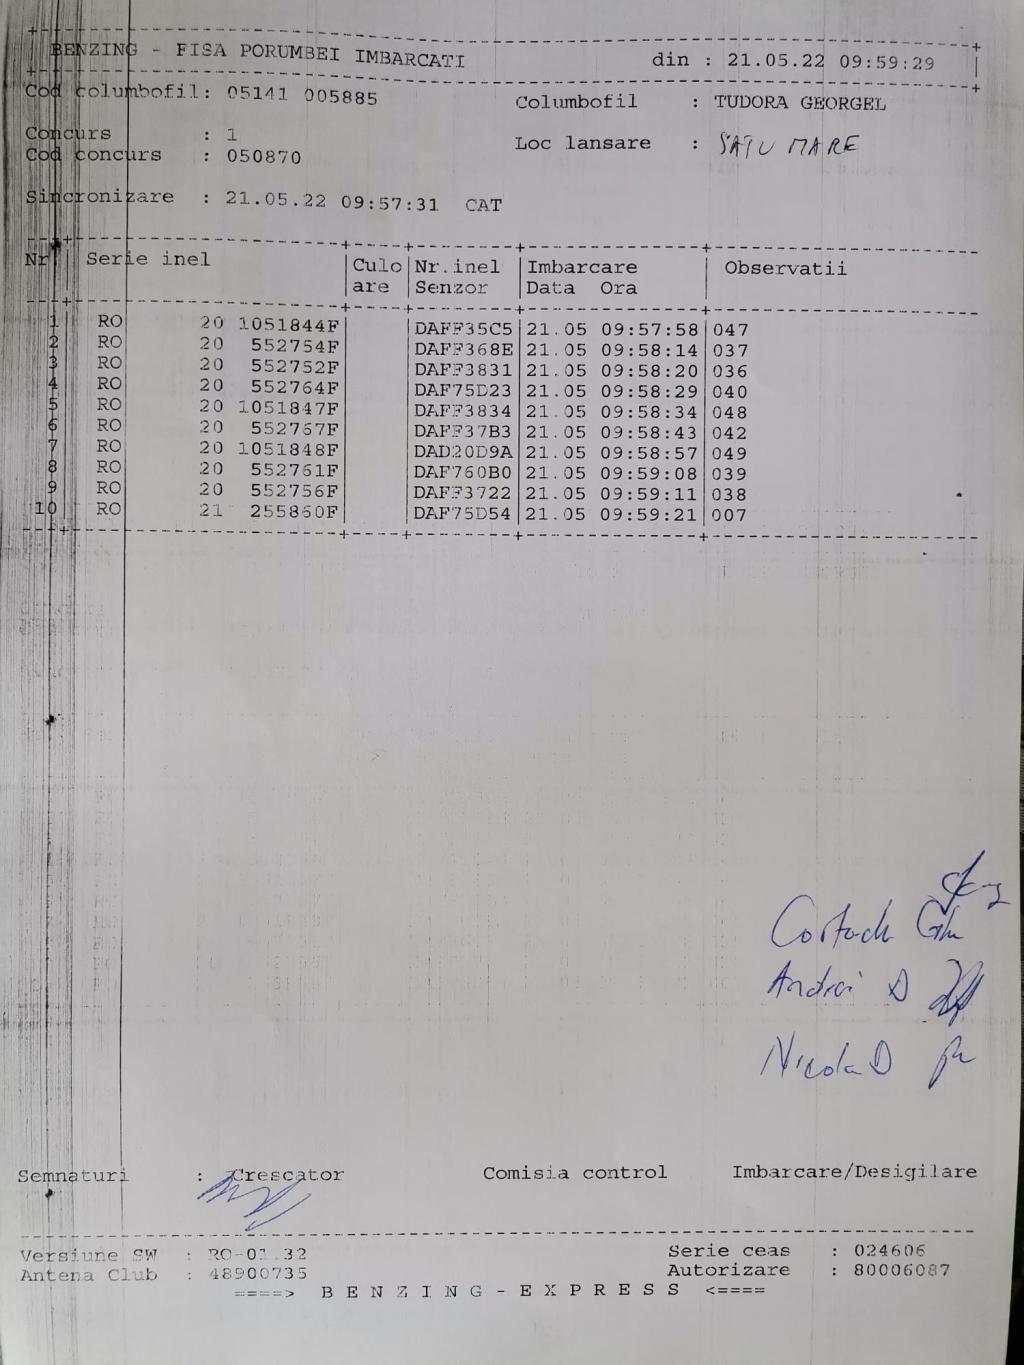 BENZING - FISA PORUMBEI IMBARCATI din : 21.05.22 09:59:29
Cod columbofil: 05141 005885 Columbofil : TUDORA GEORGEL
Concurs : 1 Loc lansare : SATU MARE
Cod concurs : 050870
Sincronizare : 21.05.22 09:57:31 CAT
Nr Serie inel Culo Nr.inel Imbarcare Observatii
are Senzor Data Ora
1 RO 20 1051844F DAFF35C5 21.05 09:57:58 047
2 RO 20 552754F DAFF368E 21.05 09:58:14 037
3 RO 20 552752F DAFF3831 21.05 09:58:20 036
4 RO 20 552764F DAF75D23 21.05 09:58:29 040
5 RO 20 1051847F DAFF3834 21.05 09:58:34 048
6 RO 20 552767F DAFF37B3 21.05 09:58:43 042
7 RO 20 1051848F DAD20D9A 21.05 09:58:57 049
8 RO 20 552761F DAF760B0 21.05 09:59:08 039
9 RO 20 552756F DAFF3722 21.05 09:59:11 038
10 RO 21 255860F DAF75D54 21.05 09:59:21 007
Andrei D
Nicola D
Semnaturi : Crescator Comisia control Imbarcare/Desigilare
Versiune SW : RO-01.32 Serie ceas : 024606
Antena Club : 48900735 Autorizare : 80006087
====> B E N Z I N G - E X P R E S S <====